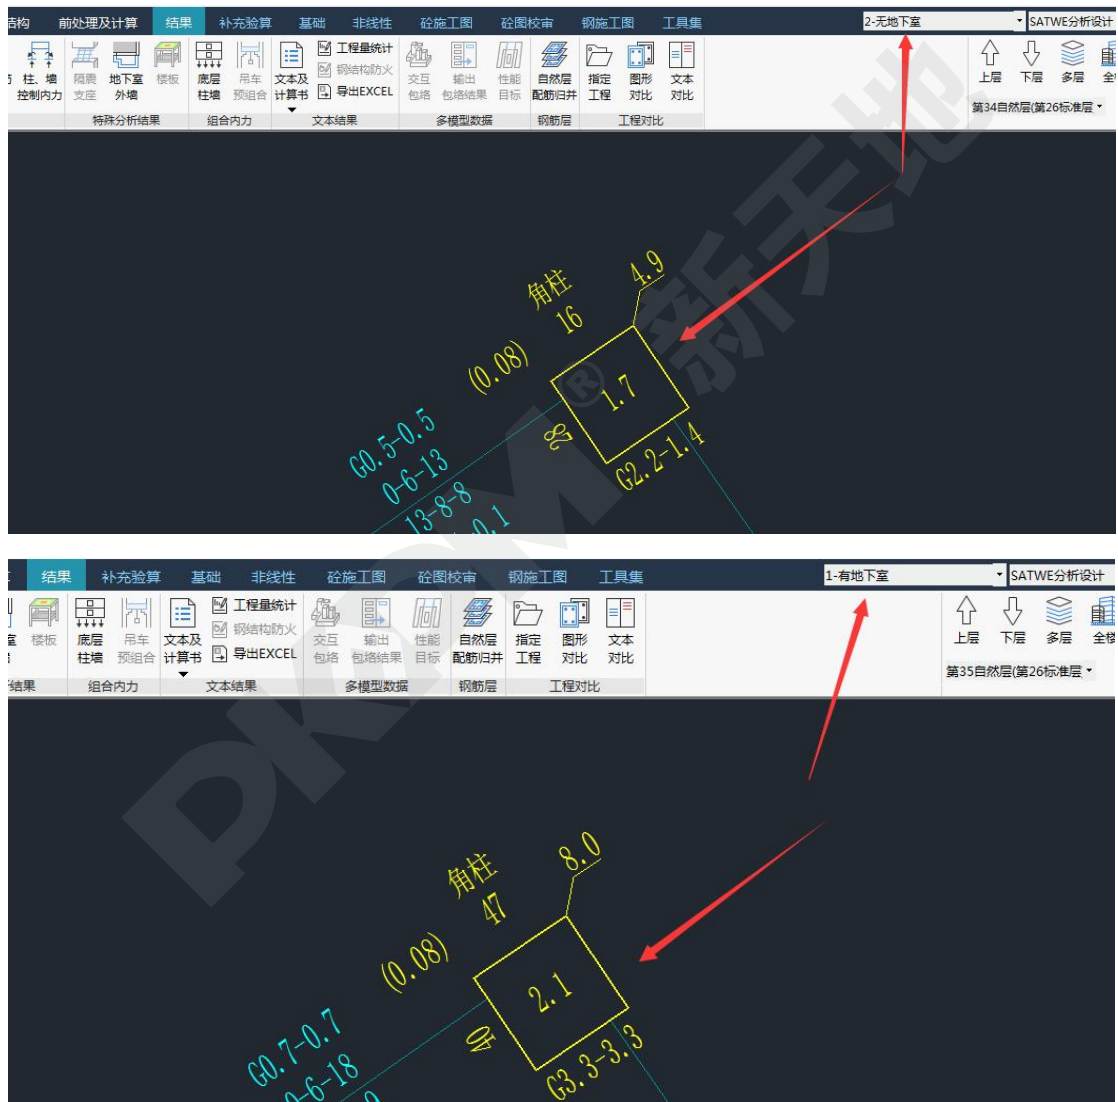 结构 前处理及计算 结果 补充验算 基础 非线性 砼施工图 砼图校审 钢施工图 工具集 2-无地下室 SATWE分析设计
柱、墙 控制内力 隔震 支座 地下室 外墙 楼板 底层 柱墙 吊车 预组合 文本及 计算书 工程量统计 钢结构防火 导出EXCEL 交互 包络 输出 包络结果 性能 目标 自然层 配筋归并 指定 工程 图形 对比 文本 对比 上层 下层 多层
第34自然层(第26标准层
特殊分析结果 组合内力 文本结果 多模型数据 钢筋层 工程对比
4.9
角柱
16
(0.08)
1.7
G0.5-0.5
28
G2.2-1.4
0-6-13
13-8-8
0.1
结果 补充验算 基础 非线性 砼施工图 砼图校审 钢施工图 工具集 1-有地下室 SATWE分析设计
楼板 底层 柱墙 吊车 预组合 文本及 计算书 工程量统计 钢结构防火 导出EXCEL 交互 包络 输出 包络结果 性能 目标 自然层 配筋归并 指定 工程 图形 对比 文本 对比 上层 下层 多层 全楼
第35自然层(第26标准层
结果 组合内力 文本结果 多模型数据 钢筋层 工程对比
8.0
角柱
47
(0.08)
2.1
G0.7-0.7
40
G3.3-3.3
0-6-18
PKPM®新天地